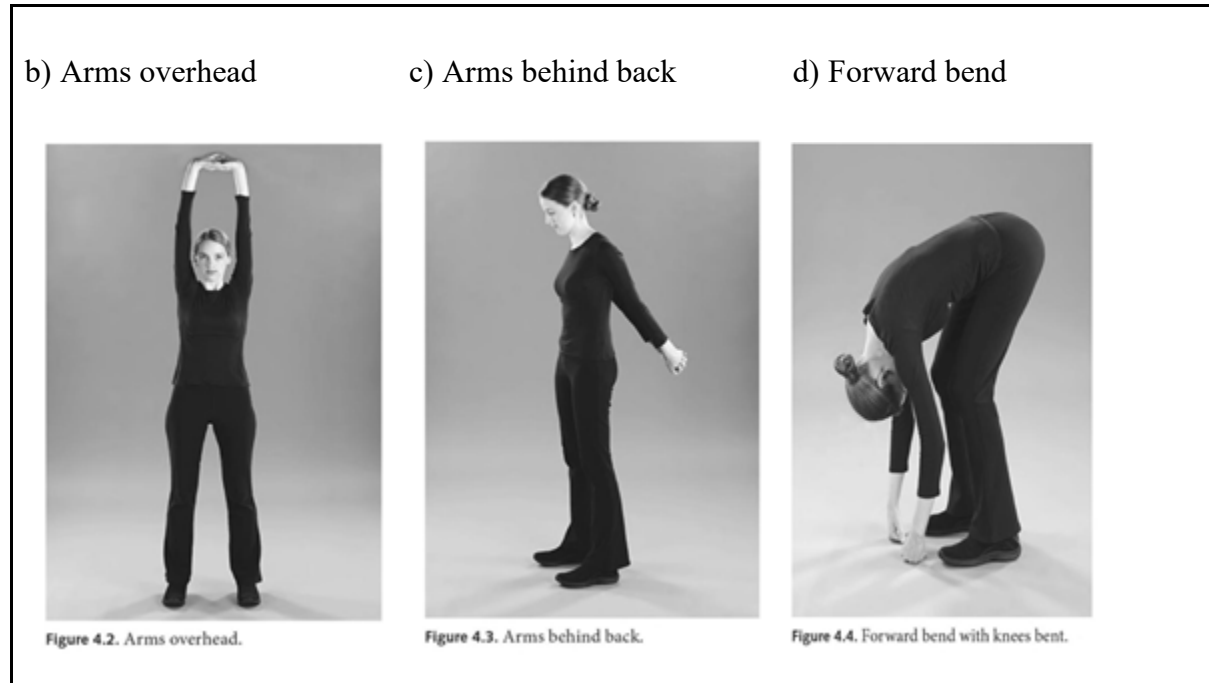 b) Arms overhead
c) Arms behind back
d) Forward bend
Figure 4.2. Arms overhead.
Figure 4.3. Arms behind back.
Figure 4.4. Forward bend with knees bent.